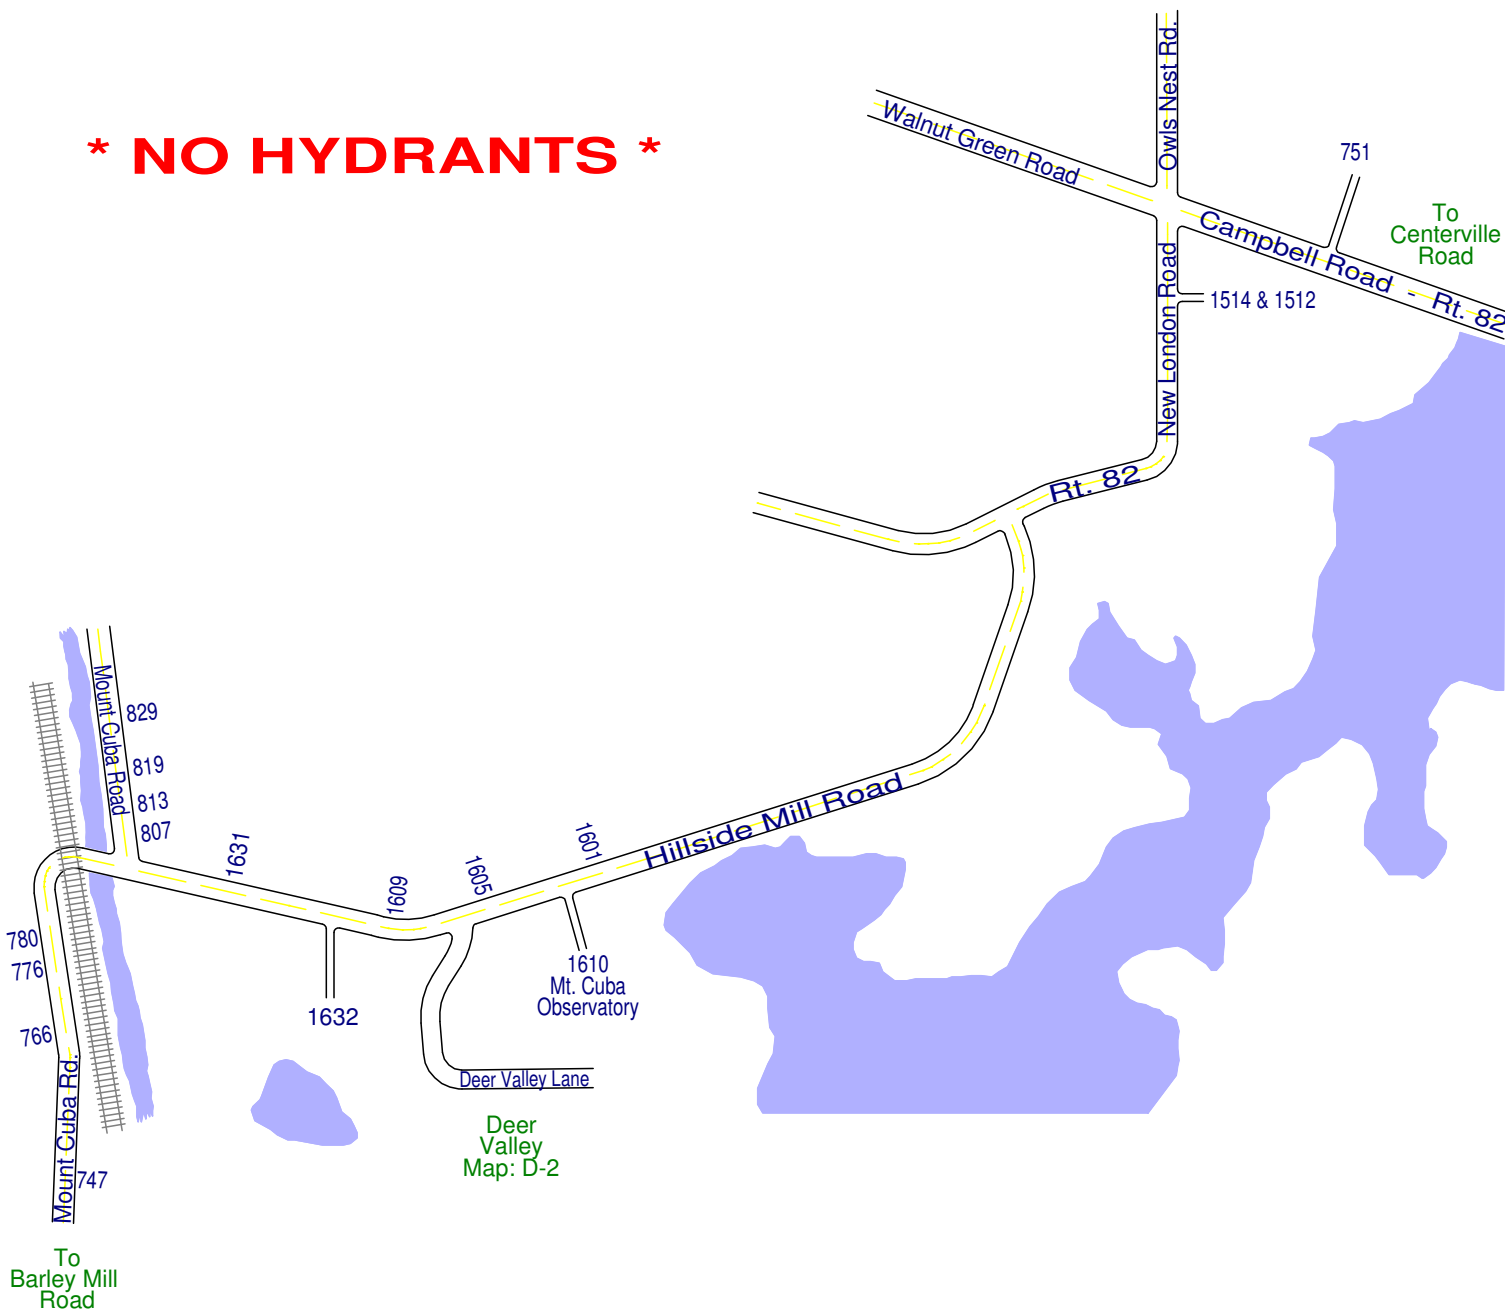 Owls Nest Rd.
Walnut Green Road
* NO HYDRANTS *
751
To
Centerville
Road
Campbell Road - Rt. 82
New London Road
1514 & 1512
Rt. 82
Mount Cuba Road
829
819
813
807
1631
1609
1605
1601
Hillside Mill Road
780
776
766
1632
1610
Mt. Cuba
Observatory
Mount Cuba Rd.
747
Deer Valley Lane
Deer
Valley
Map: D-2
To
Barley Mill
Road